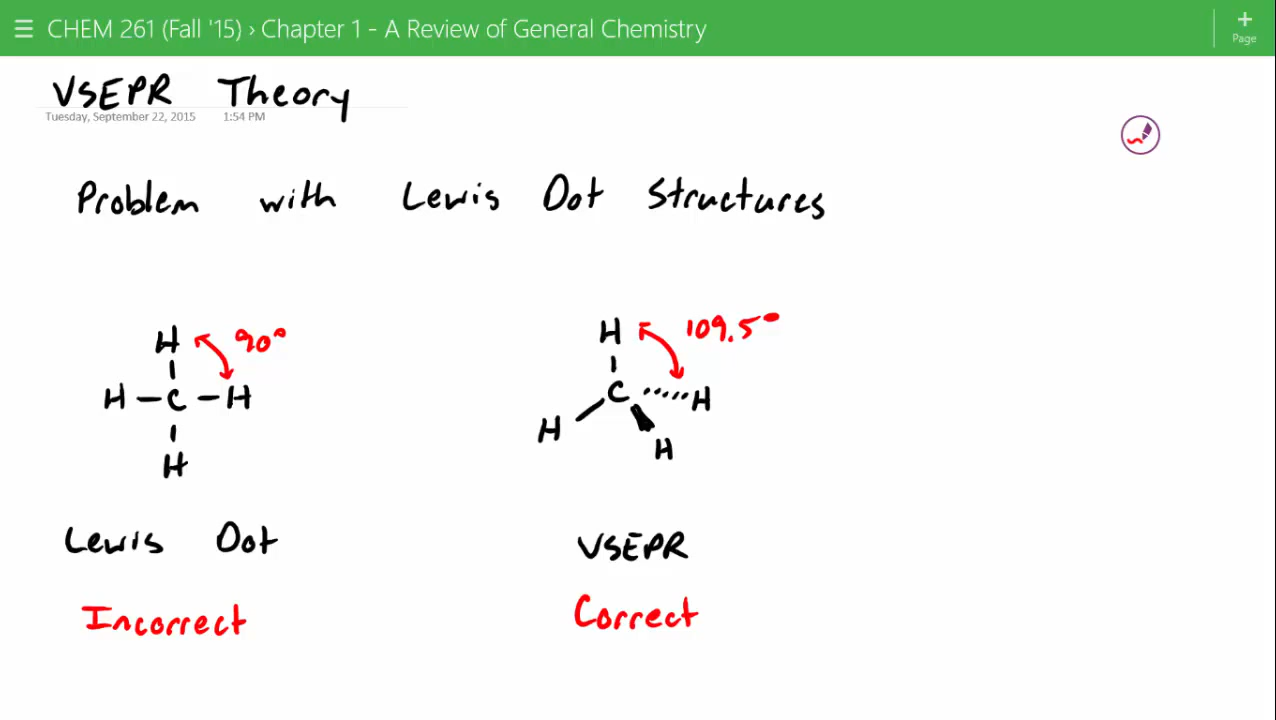 CHEM 261 (Fall '15) › Chapter 1 - A Review of General Chemistry
+
Page
VSEPR Theory
Tuesday, September 22, 2015 1:54 PM
Problem with Lewis Dot Structures
H 90°
H - C - H
H
H 109.5°
C H
H
H
Lewis Dot
VSEPR
Incorrect
Correct